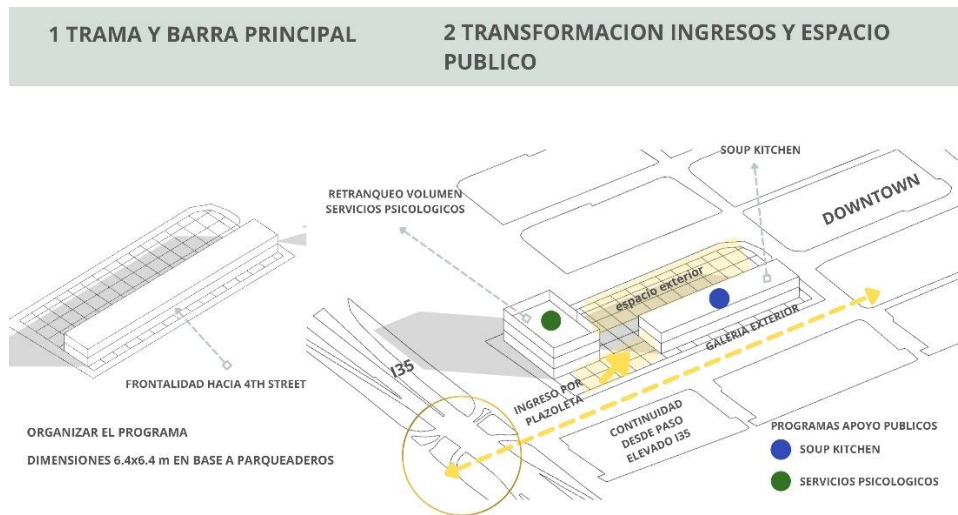 1 TRAMA Y BARRA PRINCIPAL
2 TRANSFORMACION INGRESOS Y ESPACIO
PUBLICO
FRONTALIDAD HACIA 4TH STREET
ORGANIZAR EL PROGRAMA
DIMENSIONES 6.4x6.4 m EN BASE A PARQUEADEROS
SOUP KITCHEN
RETRANQUEO VOLUMEN
SERVICIOS PSICOLOGICOS
DOWNTOWN
espacio exterior
GALERIA EXTERIOR
I35
INGRESO POR
PLAZOLETA
CONTINUIDAD
DESDE PASO
ELEVADO I35
PROGRAMAS APOYO PUBLICOS
SOUP KITCHEN
SERVICIOS PSICOLOGICOS